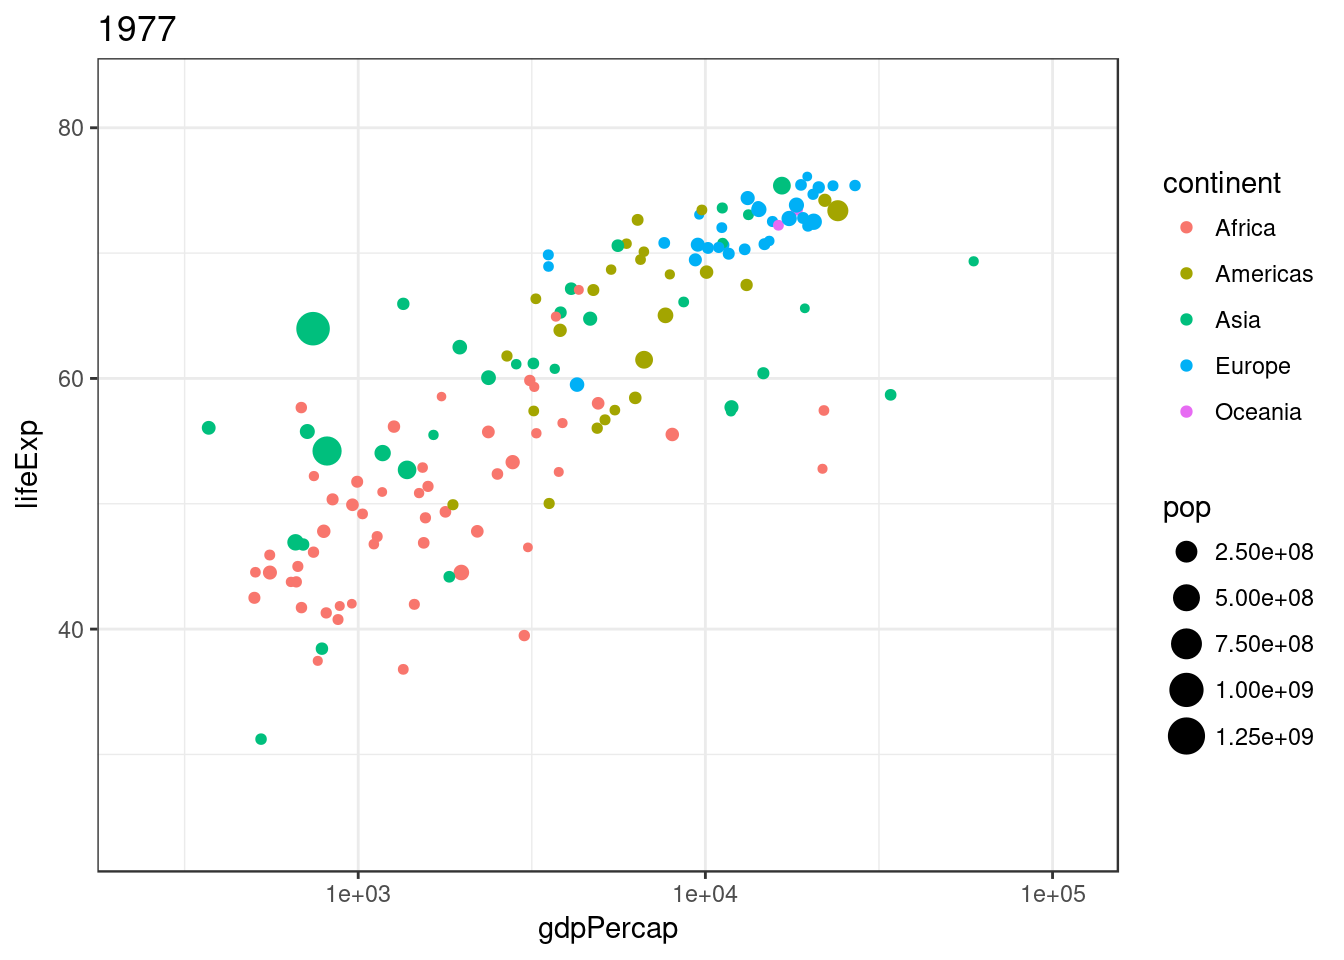 1977
80
60
40
lifeExp
1e+03
1e+04
1e+05
gdpPercap
continent
Africa
Americas
Asia
Europe
Oceania
pop
2.50e+08
5.00e+08
7.50e+08
1.00e+09
1.25e+09